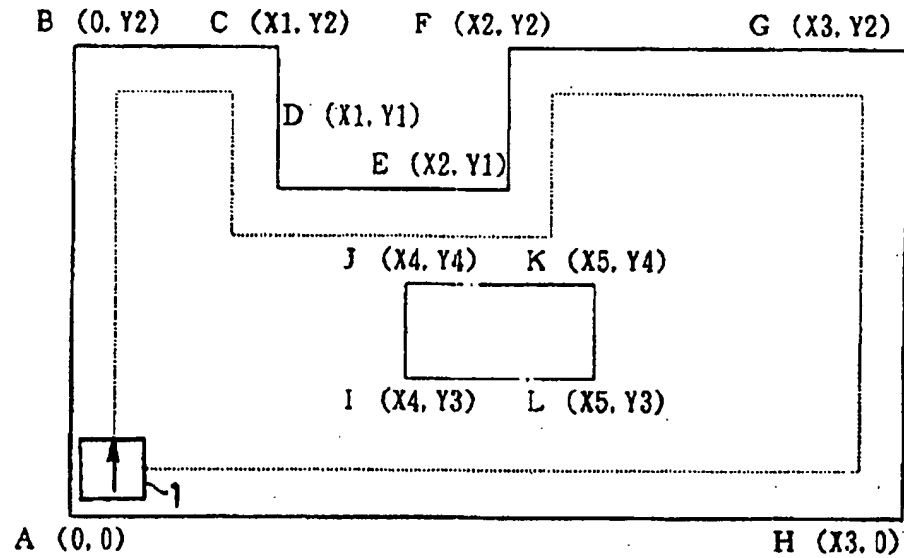 B (0, Y2) C (X1, Y2) F (X2, Y2) G (X3, Y2)
D (X1, Y1)
E (X2, Y1)
J (X4, Y4) K (X5, Y4)
I (X4, Y3) L (X5, Y3)
1
A (0, 0) H (X3, 0)